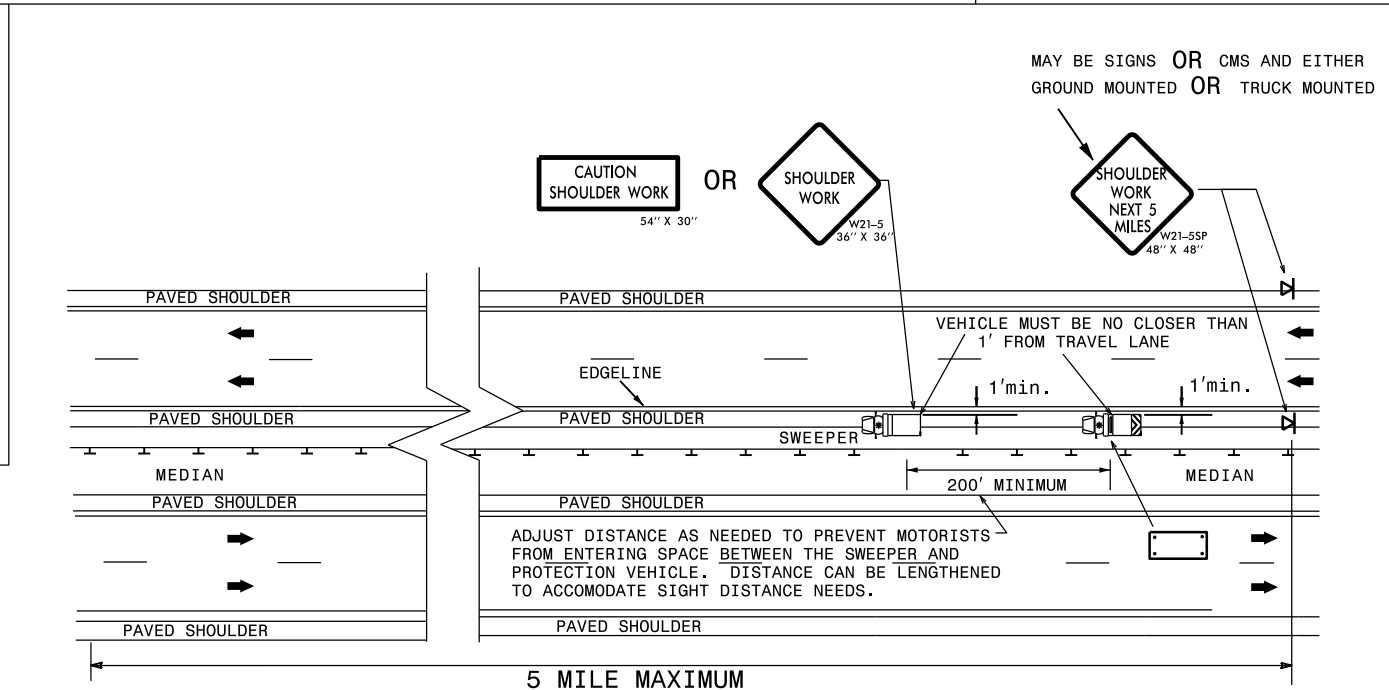 MAY BE SIGNS OR CMS AND EITHER
GROUND MOUNTED OR TRUCK MOUNTED
CAUTION
SHOULDER WORK
54" X 30"
OR
SHOULDER
WORK
W21-5
36" X 36"
SHOULDER
WORK
NEXT 5
MILES
W21-5SP
48" X 48"
PAVED SHOULDER
PAVED SHOULDER
VEHICLE MUST BE NO CLOSER THAN
1' FROM TRAVEL LANE
EDGELINE
1'min.
1'min.
PAVED SHOULDER
PAVED SHOULDER
SWEEPER
MEDIAN
200' MINIMUM
MEDIAN
PAVED SHOULDER
PAVED SHOULDER
ADJUST DISTANCE AS NEEDED TO PREVENT MOTORISTS
FROM ENTERING SPACE BETWEEN THE SWEEPER AND
PROTECTION VEHICLE. DISTANCE CAN BE LENGTHENED
TO ACCOMODATE SIGHT DISTANCE NEEDS.
PAVED SHOULDER
PAVED SHOULDER
5 MILE MAXIMUM